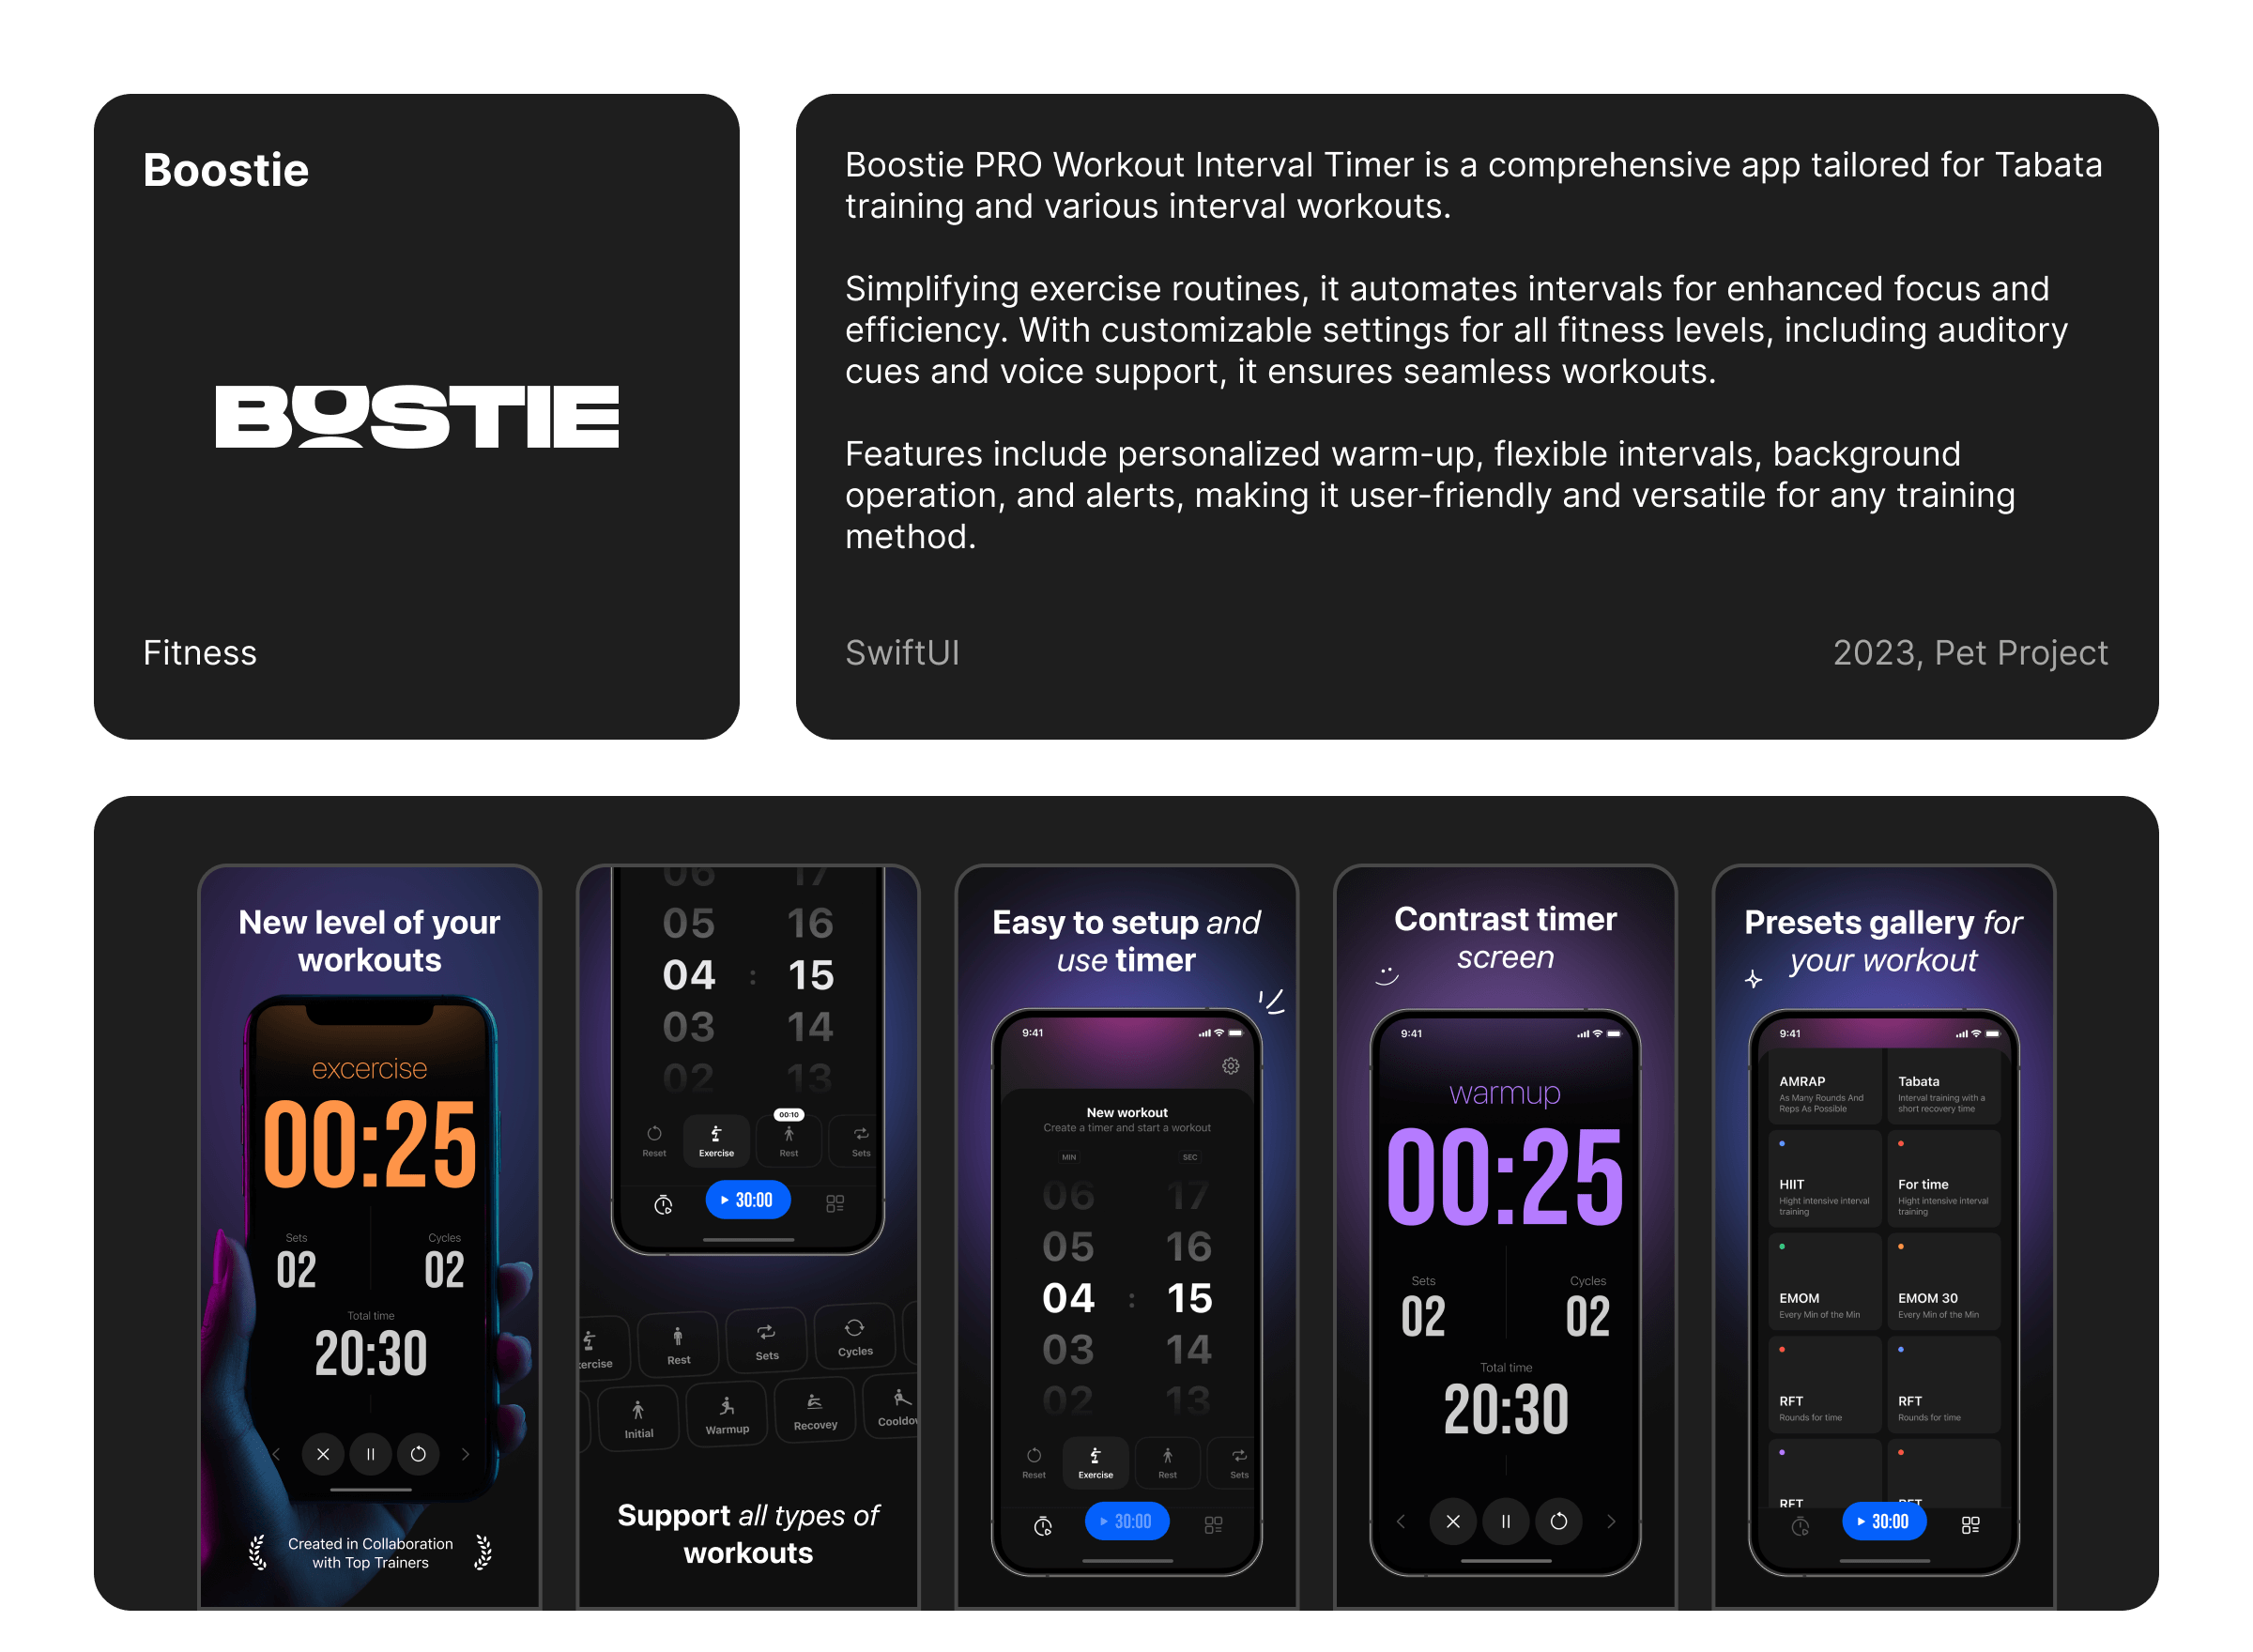 Boostie
BOSTIE
Fitness
Boostie PRO Workout Interval Timer is a comprehensive app tailored for Tabata
training and various interval workouts.
Simplifying exercise routines, it automates intervals for enhanced focus and
efficiency. With customizable settings for all fitness levels, including auditory
cues and voice support, it ensures seamless workouts.
Features include personalized warm-up, flexible intervals, background
operation, and alerts, making it user-friendly and versatile for any training
method.
SwiftUI
2023, Pet Project
New level of your
workouts
excercise
00:25
Sets
Cycles
02
02
Total time
20:30
Created in Collaboration
with Top Trainers
06 17
05 16
04 : 15
03 14
02 13
00:10
Reset
Exercise
Rest
Sets
30:00
ercise
Rest
Sets
Cycles
Initial
Warmup
Recovey
Cooldow
Support all types of
workouts
Easy to setup and
use timer
9:41
New workout
Create a timer and start a workout
MIN
SEC
06 17
05 16
04 : 15
03 14
02 13
Reset
Exercise
Rest
Sets
30:00
Contrast timer
screen
9:41
warmup
00:25
Sets
Cycles
02
02
Total time
20:30
Presets gallery for
your workout
9:41
AMRAP
As Many Rounds And
Reps As Possible
Tabata
Interval training with a
short recovery time
HIIT
Hight intensive interval
training
For time
Hight intensive interval
training
EMOM
Every Min of the Min
EMOM 30
Every Min of the Min
RFT
Rounds for time
RFT
Rounds for time
RFT
RFT
30:00